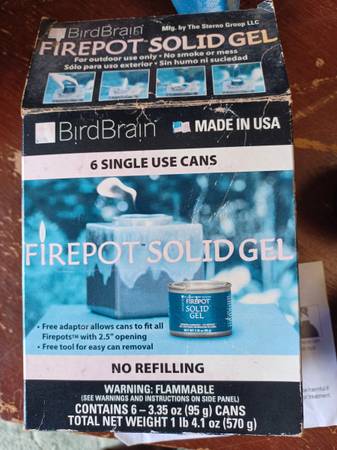 BirdBrain Mfg. by The Sterno Group LLC
FIREPOT SOLID GEL
For outdoor use only • No smoke or mess
Sólo para uso exterior • Sin humo ni suciedad
BirdBrain MADE IN USA
6 SINGLE USE CANS
FIREPOT SOLID GEL
BirdBrain
FIREPOT
SOLID
GEL
• Free adaptor allows cans to fit all
Firepots™ with 2.5" opening
• Free tool for easy can removal
NO REFILLING
WARNING: FLAMMABLE
(SEE WARNINGS AND INSTRUCTIONS ON SIDE PANEL)
CONTAINS 6 – 3.35 oz (95 g) CANS
TOTAL NET WEIGHT 1 lb 4.1 oz (570 g)